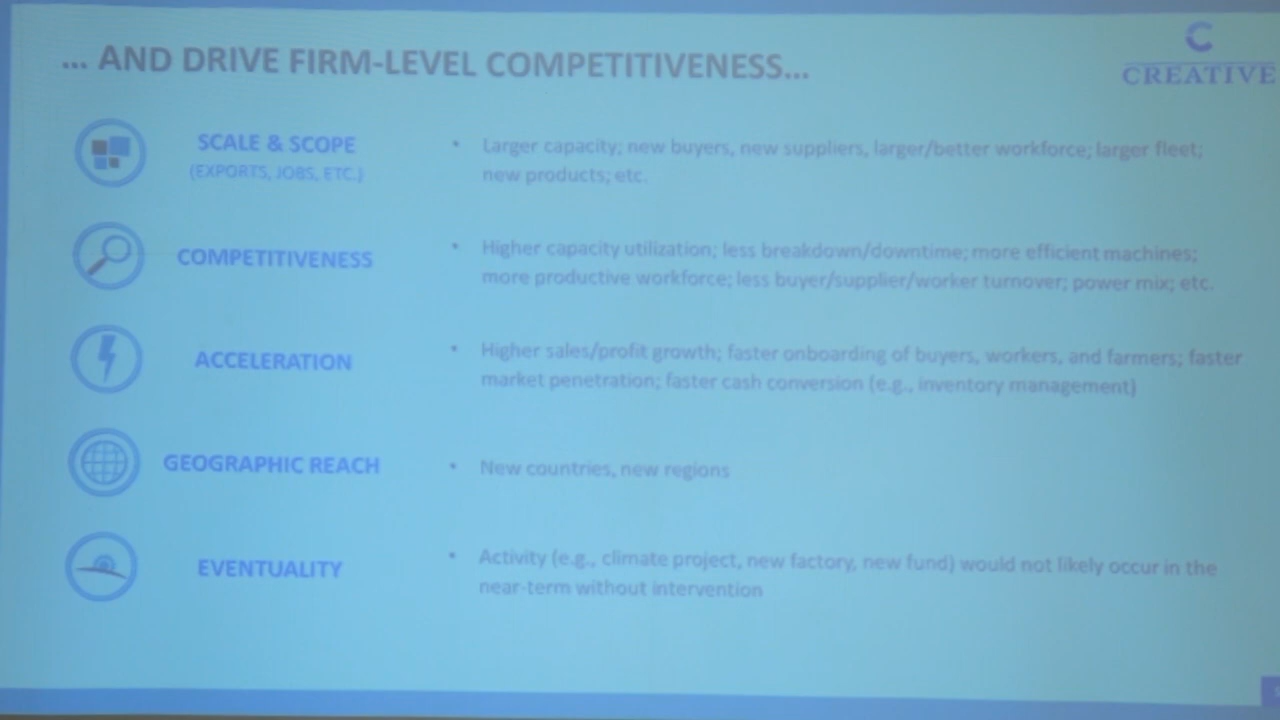 ... AND DRIVE FIRM-LEVEL COMPETITIVENESS...
C
CREATIVE
SCALE & SCOPE
(EXPORTS, JOBS, ETC.)
• Larger capacity; new buyers, new suppliers, larger/better workforce; larger fleet;
new products; etc.
COMPETITIVENESS
• Higher capacity utilization; less breakdown/downtime; more efficient machines;
more productive workforce; less buyer/supplier/worker turnover; power mix; etc.
ACCELERATION
• Higher sales/profit growth; faster onboarding of buyers, workers, and farmers; faster
market penetration; faster cash conversion (e.g., inventory management)
GEOGRAPHIC REACH
• New countries, new regions
EVENTUALITY
• Activity (e.g., climate project, new factory, new fund) would not likely occur in the
near-term without intervention